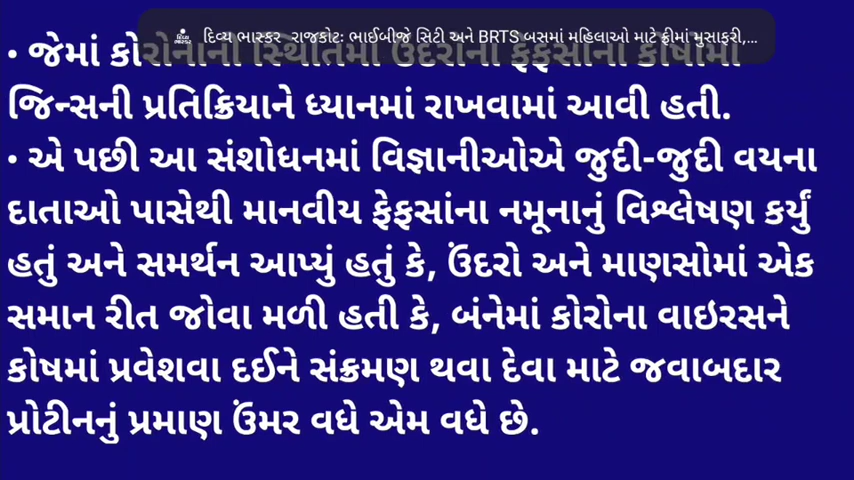 દિવ્ય ભાસ્કર રાજકોટઃ ભાઈબીજે સિટી અને BRTS બસમાં મહિલાઓ માટે ફ્રીમાં મુસાફરી,...
• જેમાં કોરોનાની સ્થિતિમાં ઉંદરોના ફેફસાંના કોષોમાં
જિન્સની પ્રતિક્રિયાને ધ્યાનમાં રાખવામાં આવી હતી.
• એ પછી આ સંશોધનમાં વિજ્ઞાનીઓએ જુદી-જુદી વયના
દાતાઓ પાસેથી માનવીય ફેફસાંના નમૂનાનું વિશ્લેષણ કર્યું
હતું અને સમર્થન આપ્યું હતું કે, ઉંદરો અને માણસોમાં એક
સમાન રીત જોવા મળી હતી કે, બંનેમાં કોરોના વાઇરસને
કોષમાં પ્રવેશવા દઈને સંક્રમણ થવા દેવા માટે જવાબદાર
પ્રોટીનનું પ્રમાણ ઉંમર વધે એમ વધે છે.